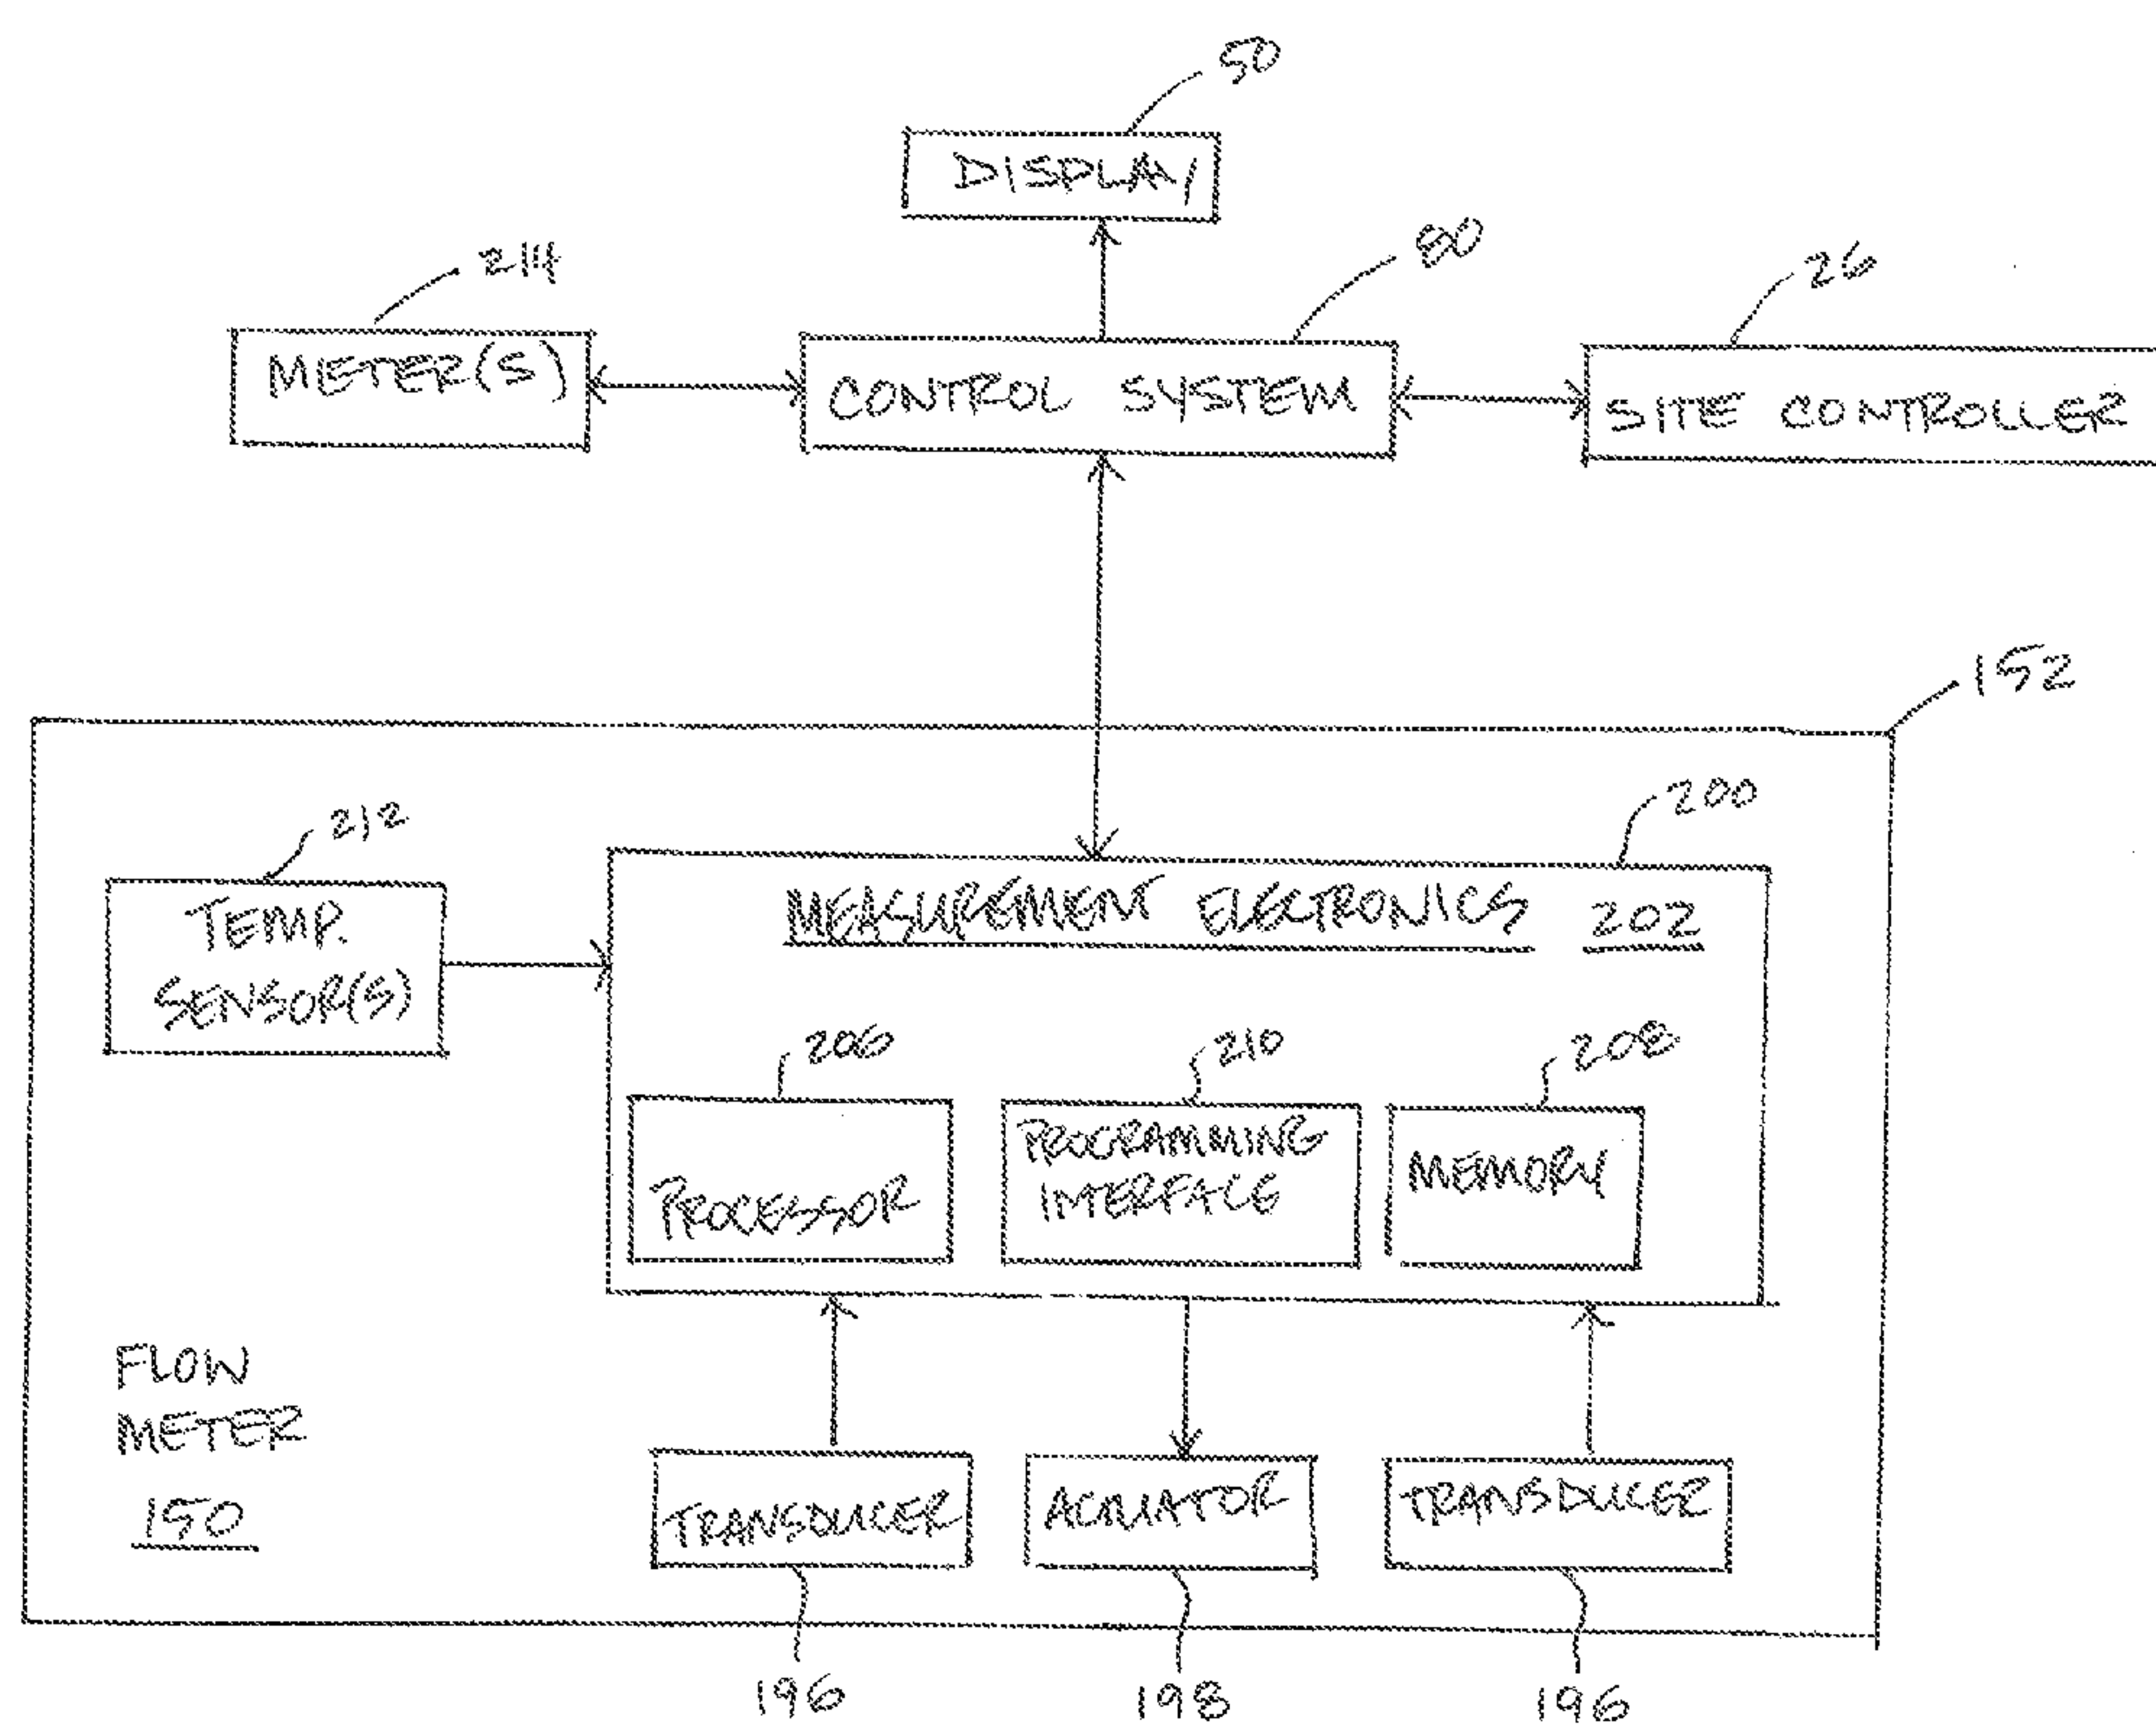 50
DISPLAY
214
80
26
METER(S)
CONTROL SYSTEM
SITE CONTROLLER
152
200
212
MEASUREMENT ELECTRONICS 202
TEMP.
SENSOR(S)
206
210
208
PROGRAMMING
INTERFACE
MEMORY
PROCESSOR
FLOW
METER
150
TRANSDUCER
ACTUATOR
TRANSDUCER
196
198
196